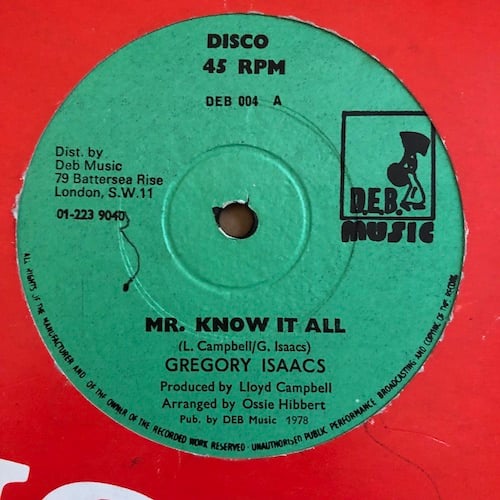 DISCO
45 RPM
DEB 004 A
Dist. by
Deb Music
79 Battersea Rise
London, S.W.11
01-223 9040
D.E.B.
MUSIC
MR. KNOW IT ALL
(L. Campbell/G. Isaacs)
GREGORY ISAACS
Produced by Lloyd Campbell
Arranged by Ossie Hibbert
Pub. by DEB Music 1978
ALL RIGHTS OF THE MANUFACTURER AND OF THE OWNER OF THE RECORDED WORK RESERVED · UNAUTHORISED PUBLIC PERFORMANCE BROADCASTING AND COPYING OF THE RECORD.